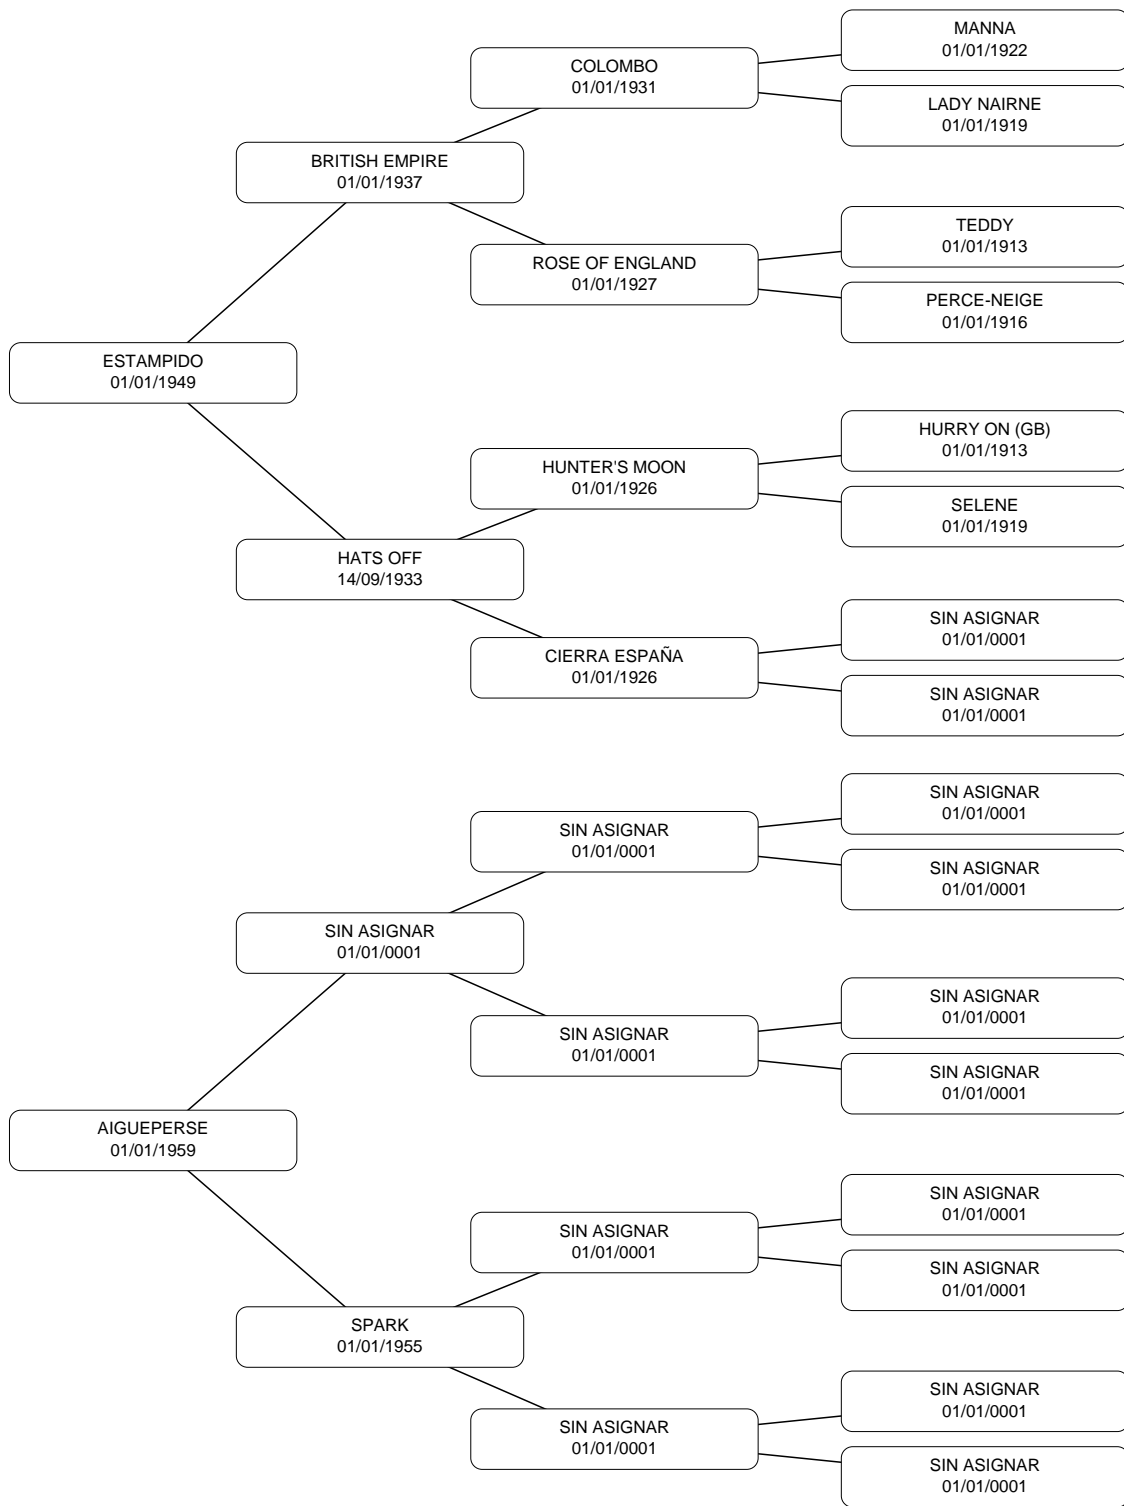 MANNA
01/01/1922
COLOMBO
01/01/1931
LADY NAIRNE
01/01/1919
BRITISH EMPIRE
01/01/1937
TEDDY
01/01/1913
ROSE OF ENGLAND
01/01/1927
PERCE-NEIGE
01/01/1916
ESTAMPIDO
01/01/1949
HURRY ON (GB)
01/01/1913
HUNTER'S MOON
01/01/1926
SELENE
01/01/1919
HATS OFF
14/09/1933
SIN ASIGNAR
01/01/0001
CIERRA ESPAÑA
01/01/1926
SIN ASIGNAR
01/01/0001
SIN ASIGNAR
01/01/0001
SIN ASIGNAR
01/01/0001
SIN ASIGNAR
01/01/0001
SIN ASIGNAR
01/01/0001
SIN ASIGNAR
01/01/0001
SIN ASIGNAR
01/01/0001
SIN ASIGNAR
01/01/0001
AIGUEPERSE
01/01/1959
SIN ASIGNAR
01/01/0001
SIN ASIGNAR
01/01/0001
SIN ASIGNAR
01/01/0001
SPARK
01/01/1955
SIN ASIGNAR
01/01/0001
SIN ASIGNAR
01/01/0001
SIN ASIGNAR
01/01/0001